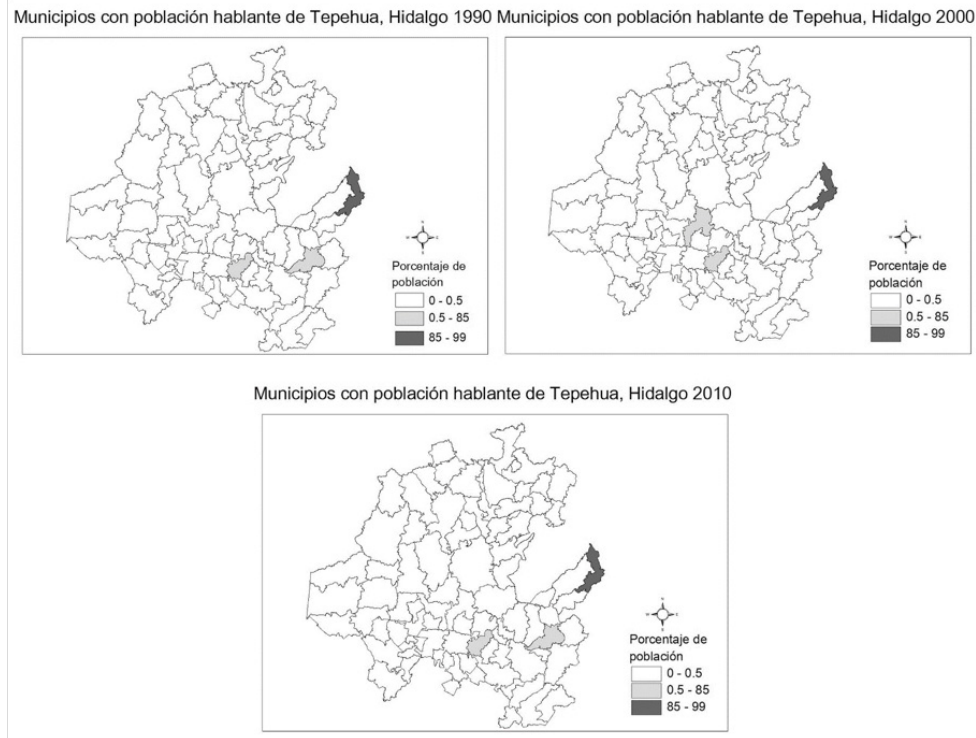 Municipios con población hablante de Tepehua, Hidalgo 1990
Municipios con población hablante de Tepehua, Hidalgo 2000
Porcentaje de
población
0 - 0.5
0.5 - 85
85 - 99
Porcentaje de
población
0 - 0.5
0.5 - 85
85 - 99
Municipios con población hablante de Tepehua, Hidalgo 2010
Porcentaje de
población
0 - 0.5
0.5 - 85
85 - 99